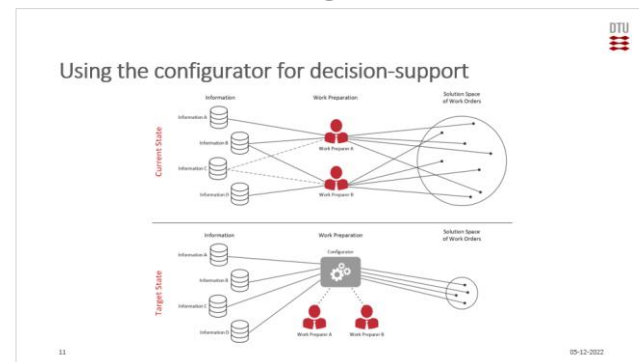 DTU
Using the configurator for decision-support
Information
Work Preparation
Solution Space
of Work Orders
Current State
Information A
Information B
Information C
Information D
Work Preparer A
Work Preparer B
Information
Work Preparation
Solution Space
of Work Orders
Target State
Configurator
Information A
Information B
Information C
Information D
Work Preparer A
Work Preparer B
11
05-12-2022